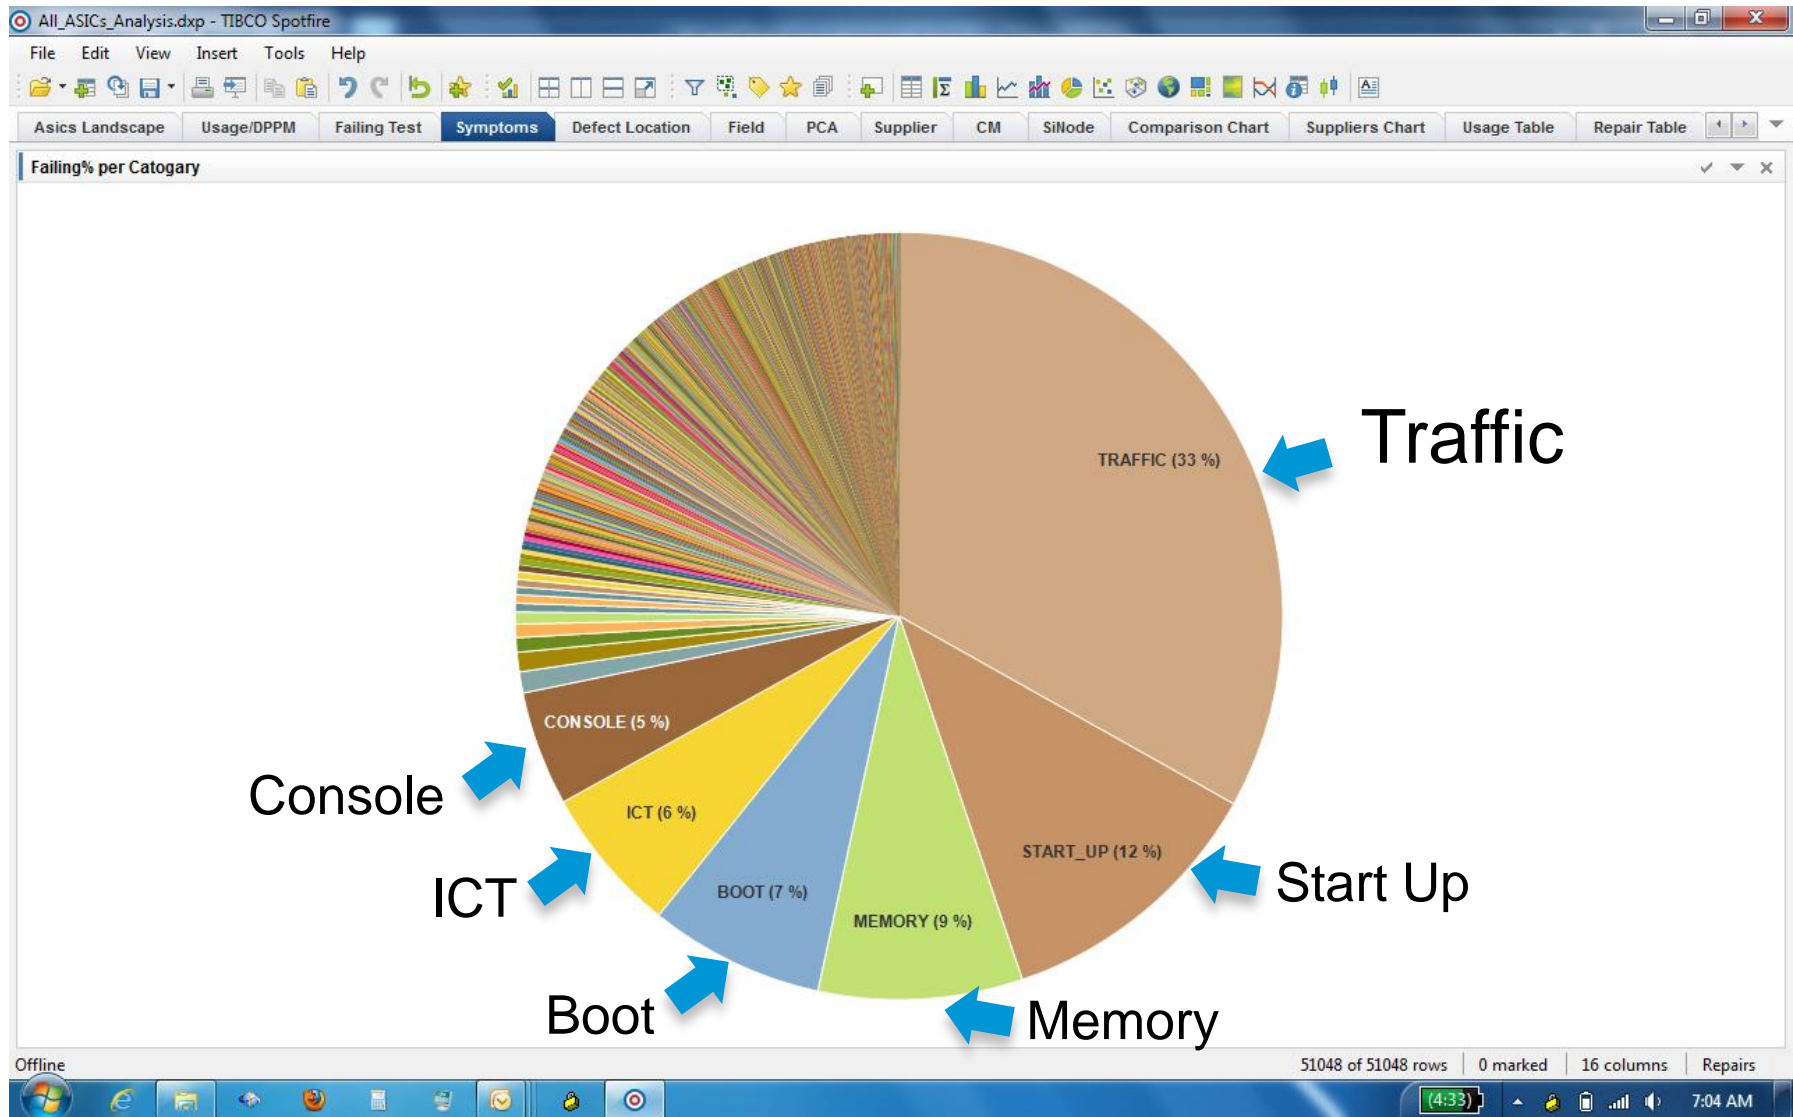 All_ASICs_Analysis.dxp - TIBCO Spotfire
File Edit View Insert Tools Help
Asics Landscape Usage/DPPM Failing Test Symptoms Defect Location Field PCA Supplier CM SiNode Comparison Chart Suppliers Chart Usage Table Repair Table
Failing% per Catogary
TRAFFIC (33 %)
Traffic
CONSOLE (5 %)
Console
ICT (6 %)
START_UP (12 %)
Start Up
ICT
BOOT (7 %)
MEMORY (9 %)
Boot
Memory
Offline 51048 of 51048 rows 0 marked 16 columns Repairs
(4:33) 7:04 AM